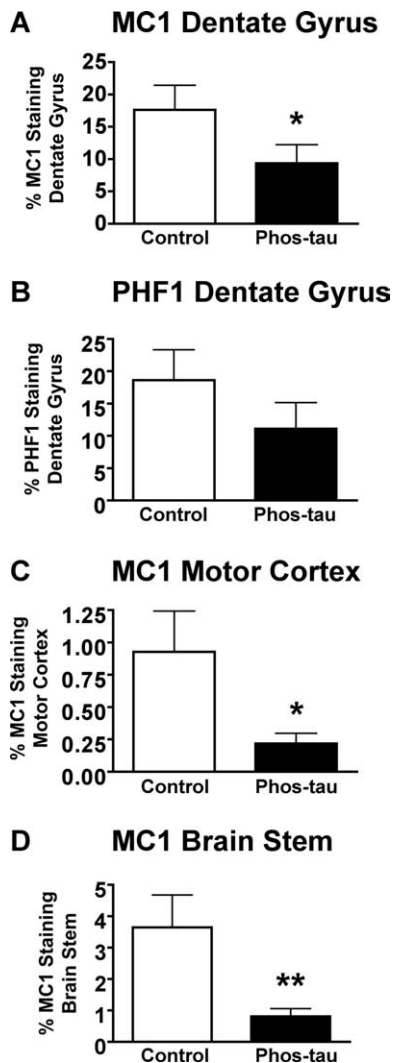 A MC1 Dentate Gyrus
% MC1 Staining
Dentate Gyrus
25
20
15
10
5
0
*
Control Phos-tau
B PHF1 Dentate Gyrus
% PHF1 Staining
Dentate Gyrus
25
20
15
10
5
0
Control Phos-tau
C MC1 Motor Cortex
% MC1 Staining
Motor Cortex
1.25
1.00
0.75
0.50
0.25
0.00
*
Control Phos-tau
D MC1 Brain Stem
% MC1 Staining
Brain Stem
5
4
3
2
1
0
**
Control Phos-tau